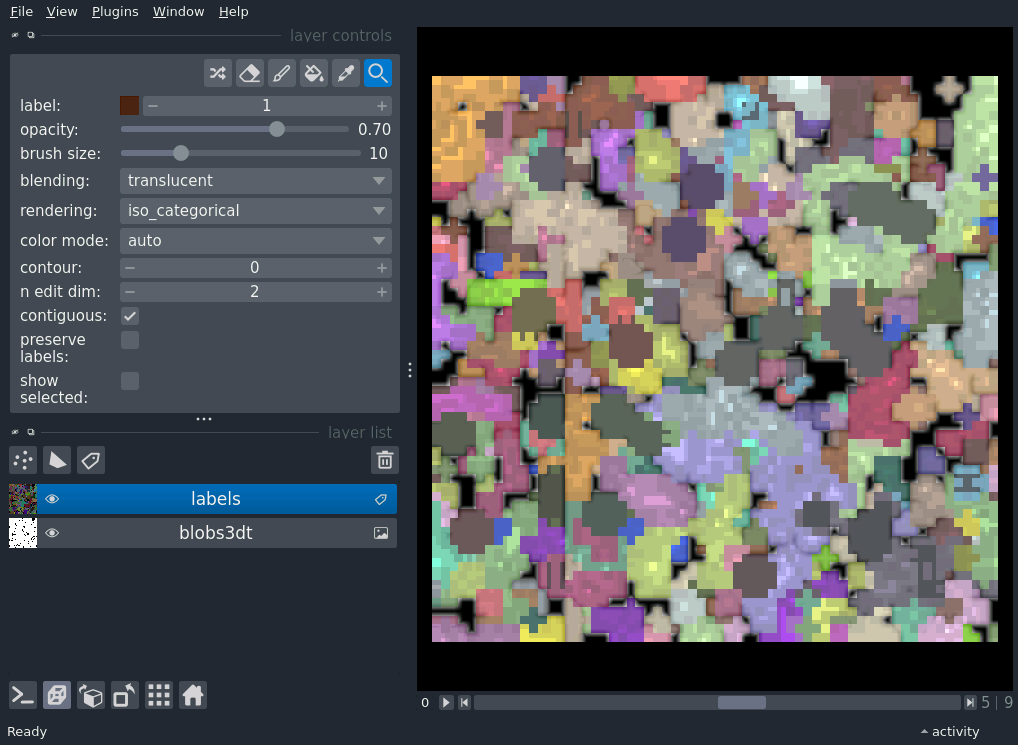 File View Plugins Window Help
layer controls
label: 1
opacity: 0.70
brush size: 10
blending: translucent
rendering: iso_categorical
color mode: auto
contour: 0
n edit dim: 2
contiguous:
preserve
labels:
show
selected:
layer list
labels
blobs3dt
0 5 | 9
Ready activity